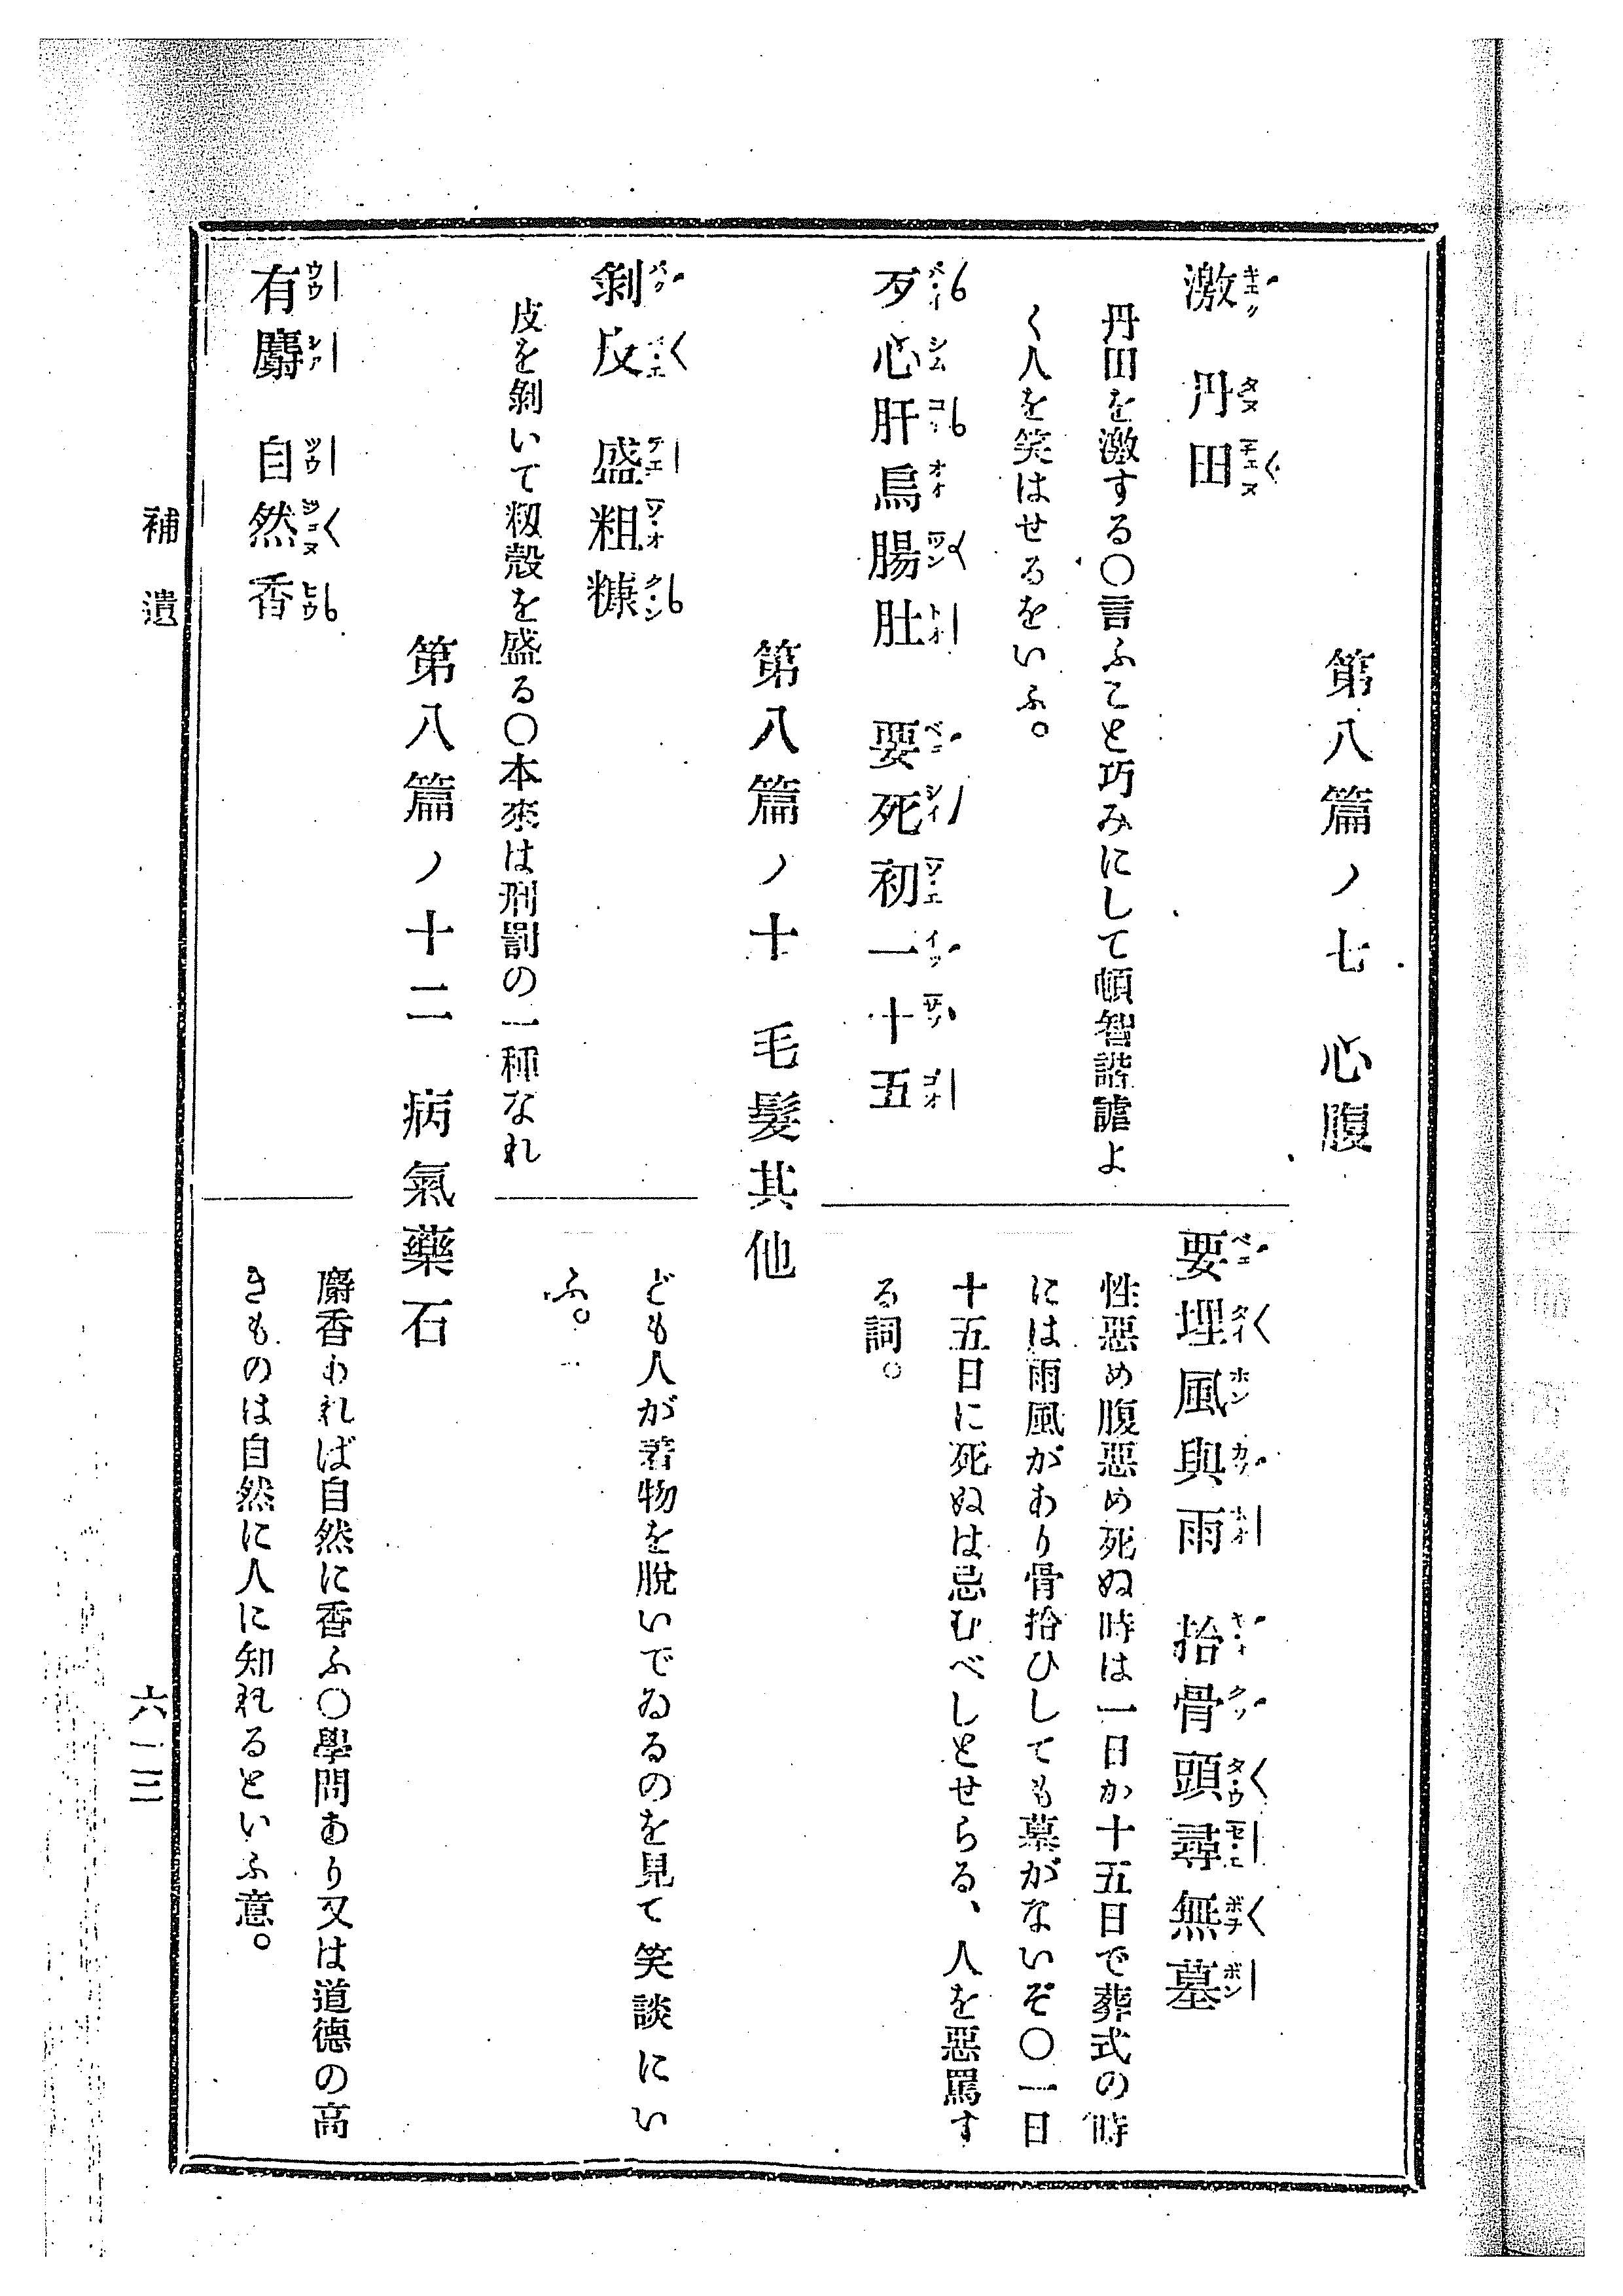 第八篇ノ七　心腹
激　丹田
丹田を激する〇言ふこと巧みにして頓智諧謔よ
く人を笑はせるをいふ。
歹心肝烏腸肚　要死初一十五
要埋風與雨　拾骨頭尋無墓
性惡め腹惡め死ぬ時は一日か十五日で葬式の時
には雨風があり骨拾ひしても墓がないぞ〇一日
十五日に死ぬは忌むべしとせらる、人を惡罵す
る詞。
第八篇ノ十　毛髮其他
剝皮　盛粗糠
皮を剝いて籾殼を盛る〇本來は刑罰の一種なれ
ども人が着物を脫いでゐるのを見て笑談にい
ふ。
第八篇ノ十二　病氣藥石
有麝　自然香
麝香あれば自然に香ふ〇學問あり又は道德の高
きものは自然に人に知れるといふ意。
補遺
六一三